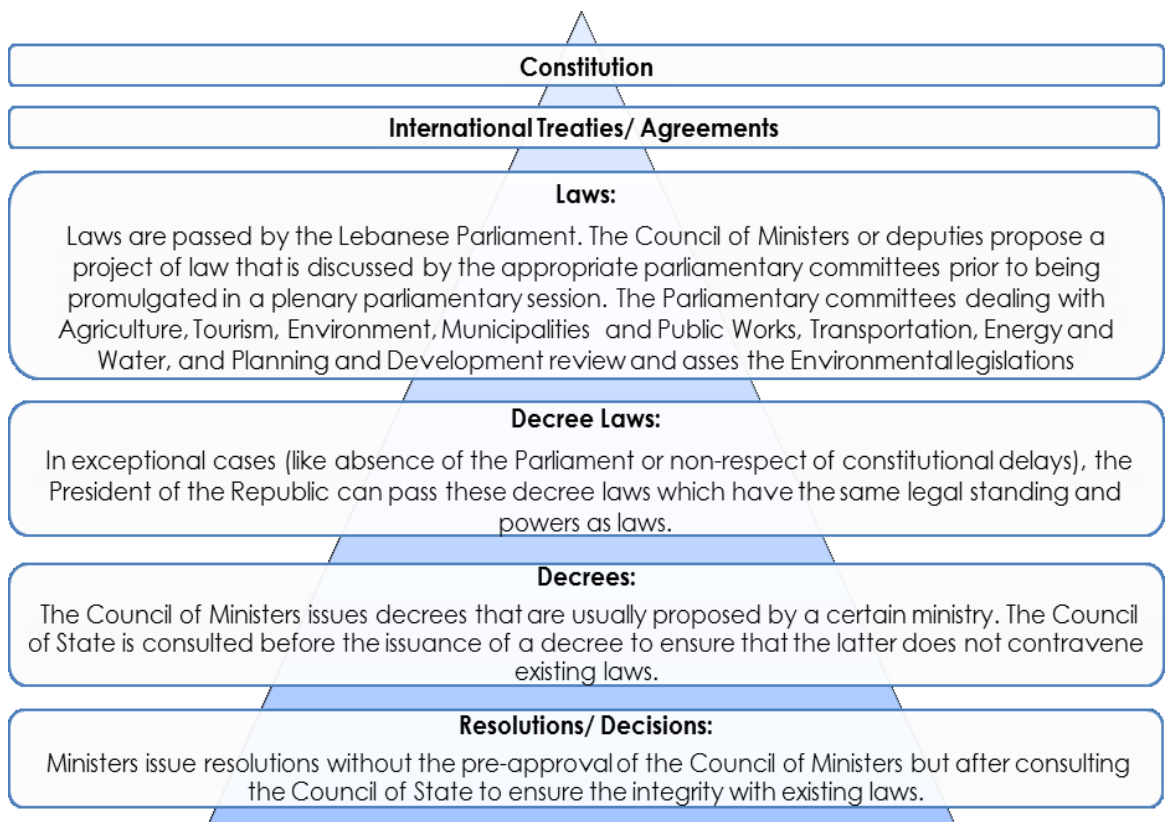 Constitution
International Treaties/ Agreements
Laws:
Laws are passed by the Lebanese Parliament. The Council of Ministers or deputies propose a
project of law that is discussed by the appropriate parliamentary committees prior to being
promulgated in a plenary parliamentary session. The Parliamentary committees dealing with
Agriculture, Tourism, Environment, Municipalities and Public Works, Transportation, Energy and
Water, and Planning and Development review and asses the Environmental legislations
Decree Laws:
In exceptional cases (like absence of the Parliament or non-respect of constitutional delays), the
President of the Republic can pass these decree laws which have the same legal standing and
powers as laws.
Decrees:
The Council of Ministers issues decrees that are usually proposed by a certain ministry. The Council
of State is consulted before the issuance of a decree to ensure that the latter does not contravene
existing laws.
Resolutions/ Decisions:
Ministers issue resolutions without the pre-approval of the Council of Ministers but after consulting
the Council of State to ensure the integrity with existing laws.